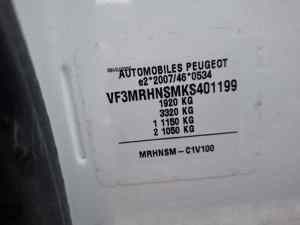 AUTOMOBILES PEUGEOT
e2*2007/46*0534
VF3MRHNSMKS401199
1920 KG
3320 KG
1 1150 KG
2 1050 KG
MRHNSM-C1V100